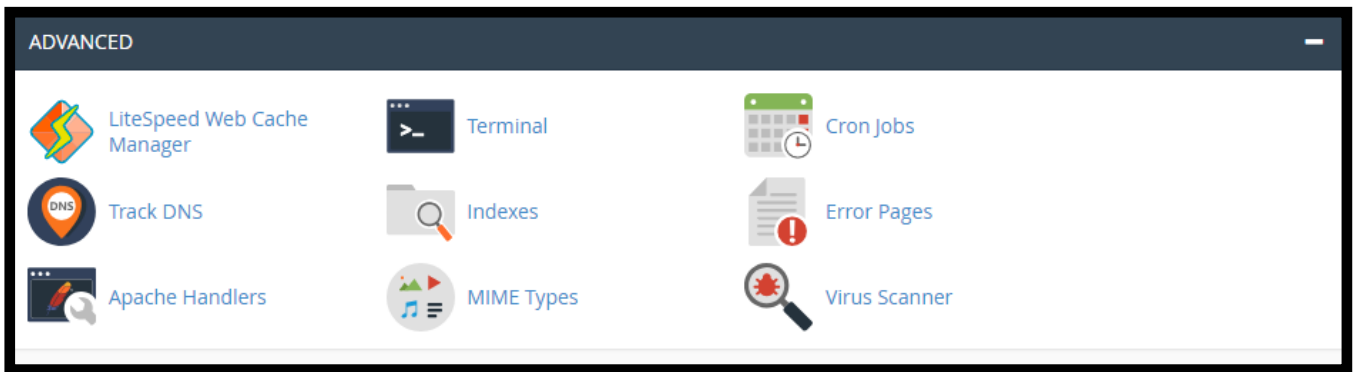 ADVANCED
LiteSpeed Web Cache
Manager
Terminal
Cron Jobs
DNS
Track DNS
Indexes
Error Pages
Apache Handlers
MIME Types
Virus Scanner